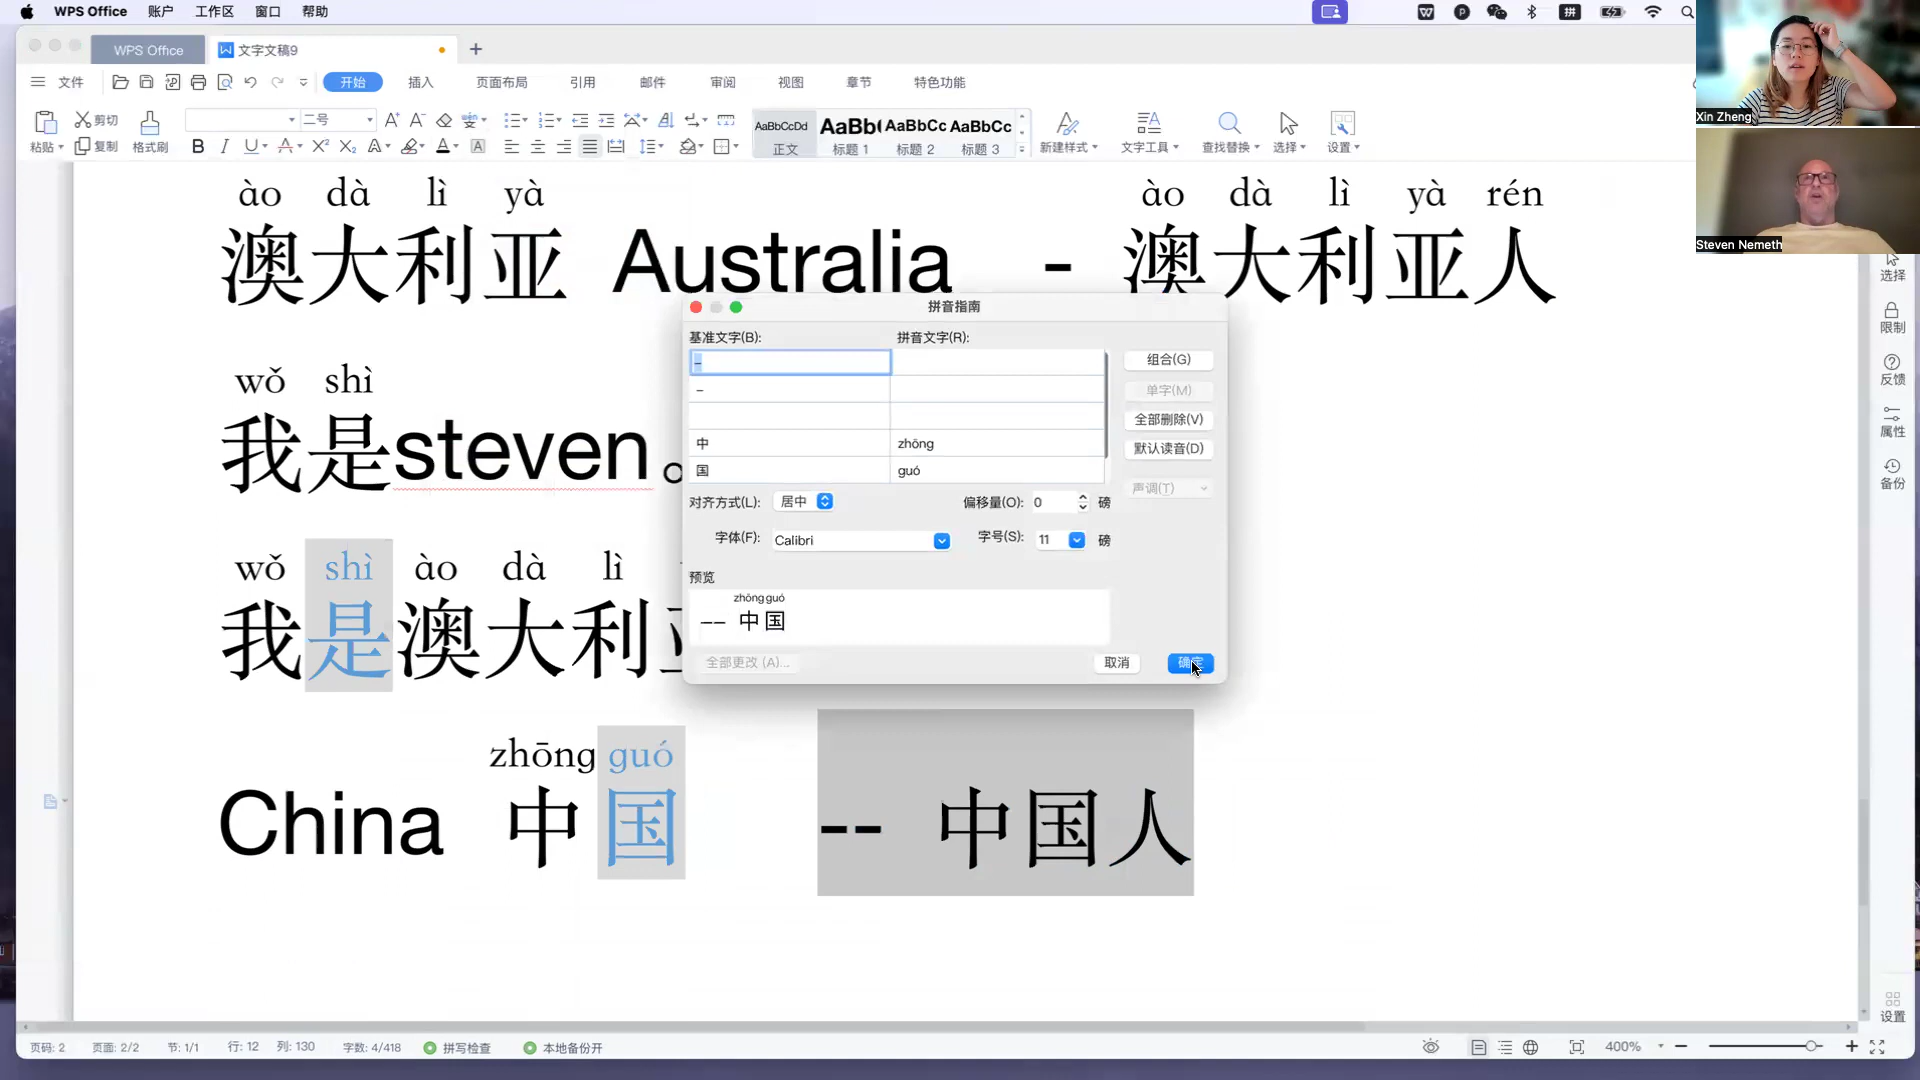 WPS Office 账户 工作区 窗口 帮助
WPS Office 文字文稿9
文件 开始 插入 页面布局 引用 邮件 审阅 视图 章节 特色功能
粘贴 剪切 复制 格式刷 二号
AaBbCcDd 正文 AaBb( 标题 1 AaBbCc 标题 2 AaBbCc 标题 3
新建样式 文字工具 查找替换 选择 设置
Xin Zheng
Steven Nemeth
ào dà lì yà ào dà lì yà rén
澳大利亚 Australia - 澳大利亚人
wǒ shì
我是steven。
wǒ shì ào dà lì
我是澳大利
zhōng guó
China 中国 -- 中国人
拼音指南
基准文字(B): 拼音文字(R):
–
–
中 zhōng
国 guó
组合(G)
单字(M)
全部删除(V)
默认读音(D)
声调(T)
对齐方式(L): 居中 偏移量(O): 0 磅
字体(F): Calibri 字号(S): 11 磅
预览
zhōng guó
–– 中国
全部更改 (A)... 取消 确定
选择
限制
反馈
属性
备份
设置
页码: 2 页面: 2/2 节: 1/1 行: 12 列: 130 字数: 4/418 拼写检查 本地备份开 400%